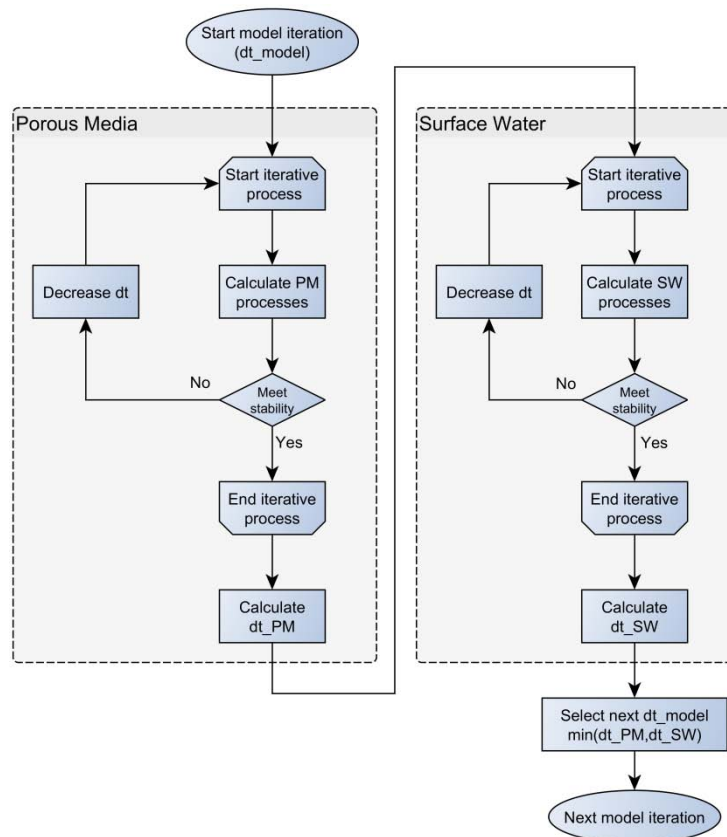 Start model iteration
(dt_model)
Porous Media
Start iterative
process
Decrease dt
Calculate PM
processes
No
Meet
stability
Yes
End iterative
process
Calculate
dt_PM
Surface Water
Start iterative
process
Decrease dt
Calculate SW
processes
No
Meet
stability
Yes
End iterative
process
Calculate
dt_SW
Select next dt_model
min(dt_PM,dt_SW)
Next model iteration